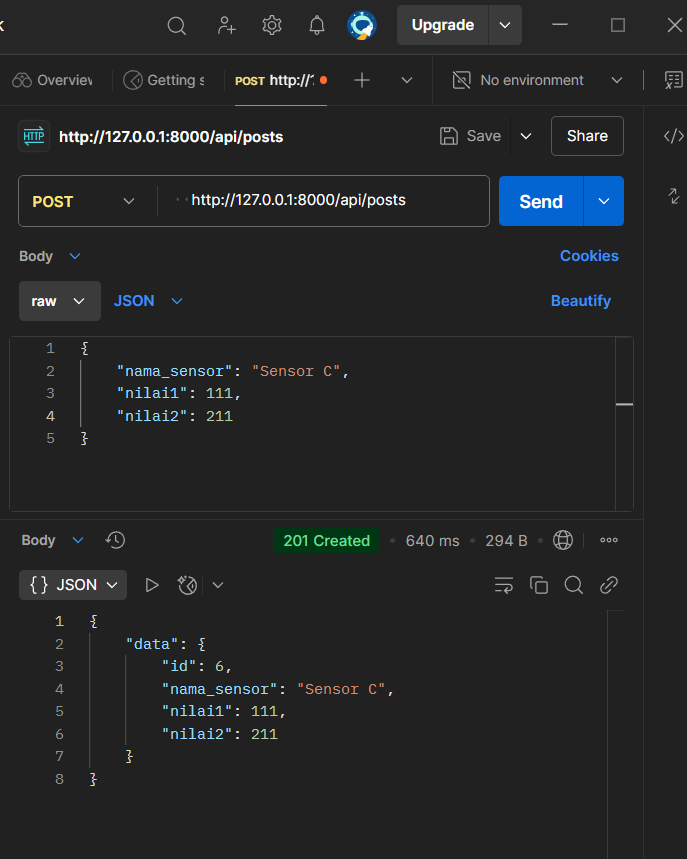 Upgrade
Overview
Getting s
POST http://
No environment
HTTP http://127.0.0.1:8000/api/posts
Save
Share
</>
POST
http://127.0.0.1:8000/api/posts
Send
Body
Cookies
raw
JSON
Beautify
1 {
2 "nama_sensor": "Sensor C",
3 "nilai1": 111,
4 "nilai2": 211
5 }
Body
201 Created
640 ms
294 B
{} JSON
1 {
2 "data": {
3 "id": 6,
4 "nama_sensor": "Sensor C",
5 "nilai1": 111,
6 "nilai2": 211
7 }
8 }